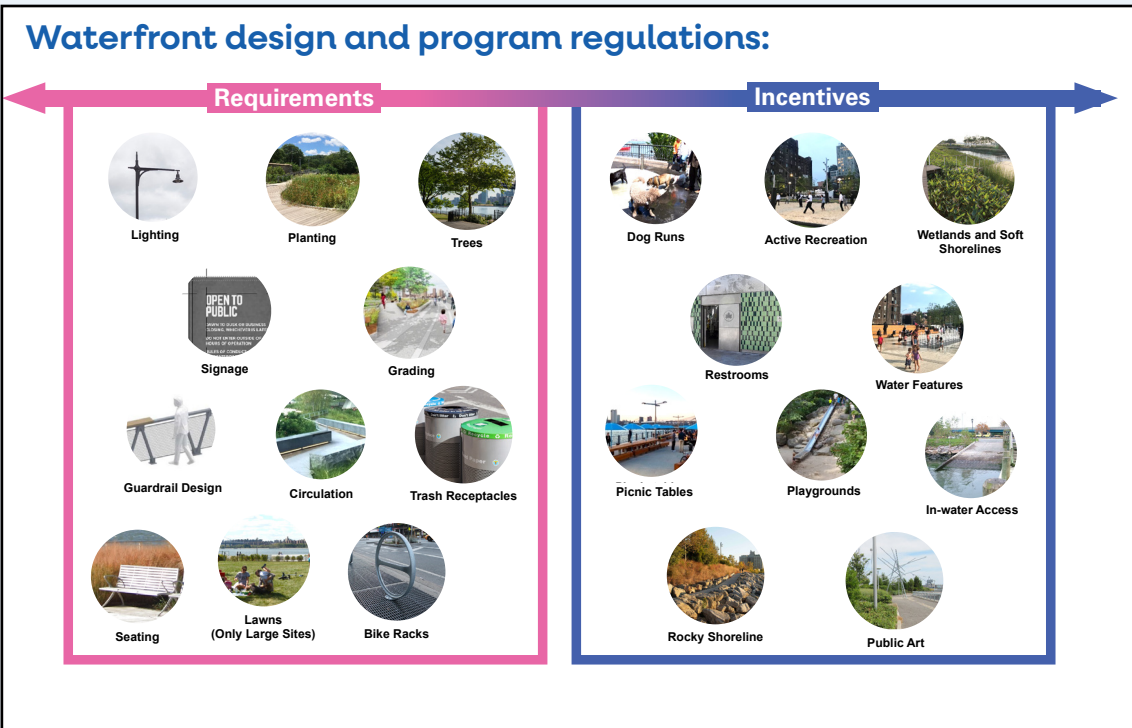 Waterfront design and program regulations:
Requirements
Incentives
Lighting
Planting
Trees
OPEN TO
PUBLIC
Signage
Grading
Guardrail Design
Circulation
Trash Receptacles
Seating
Lawns
(Only Large Sites)
Bike Racks
Dog Runs
Active Recreation
Wetlands and Soft
Shorelines
Restrooms
Water Features
Picnic Tables
Playgrounds
In-water Access
Rocky Shoreline
Public Art